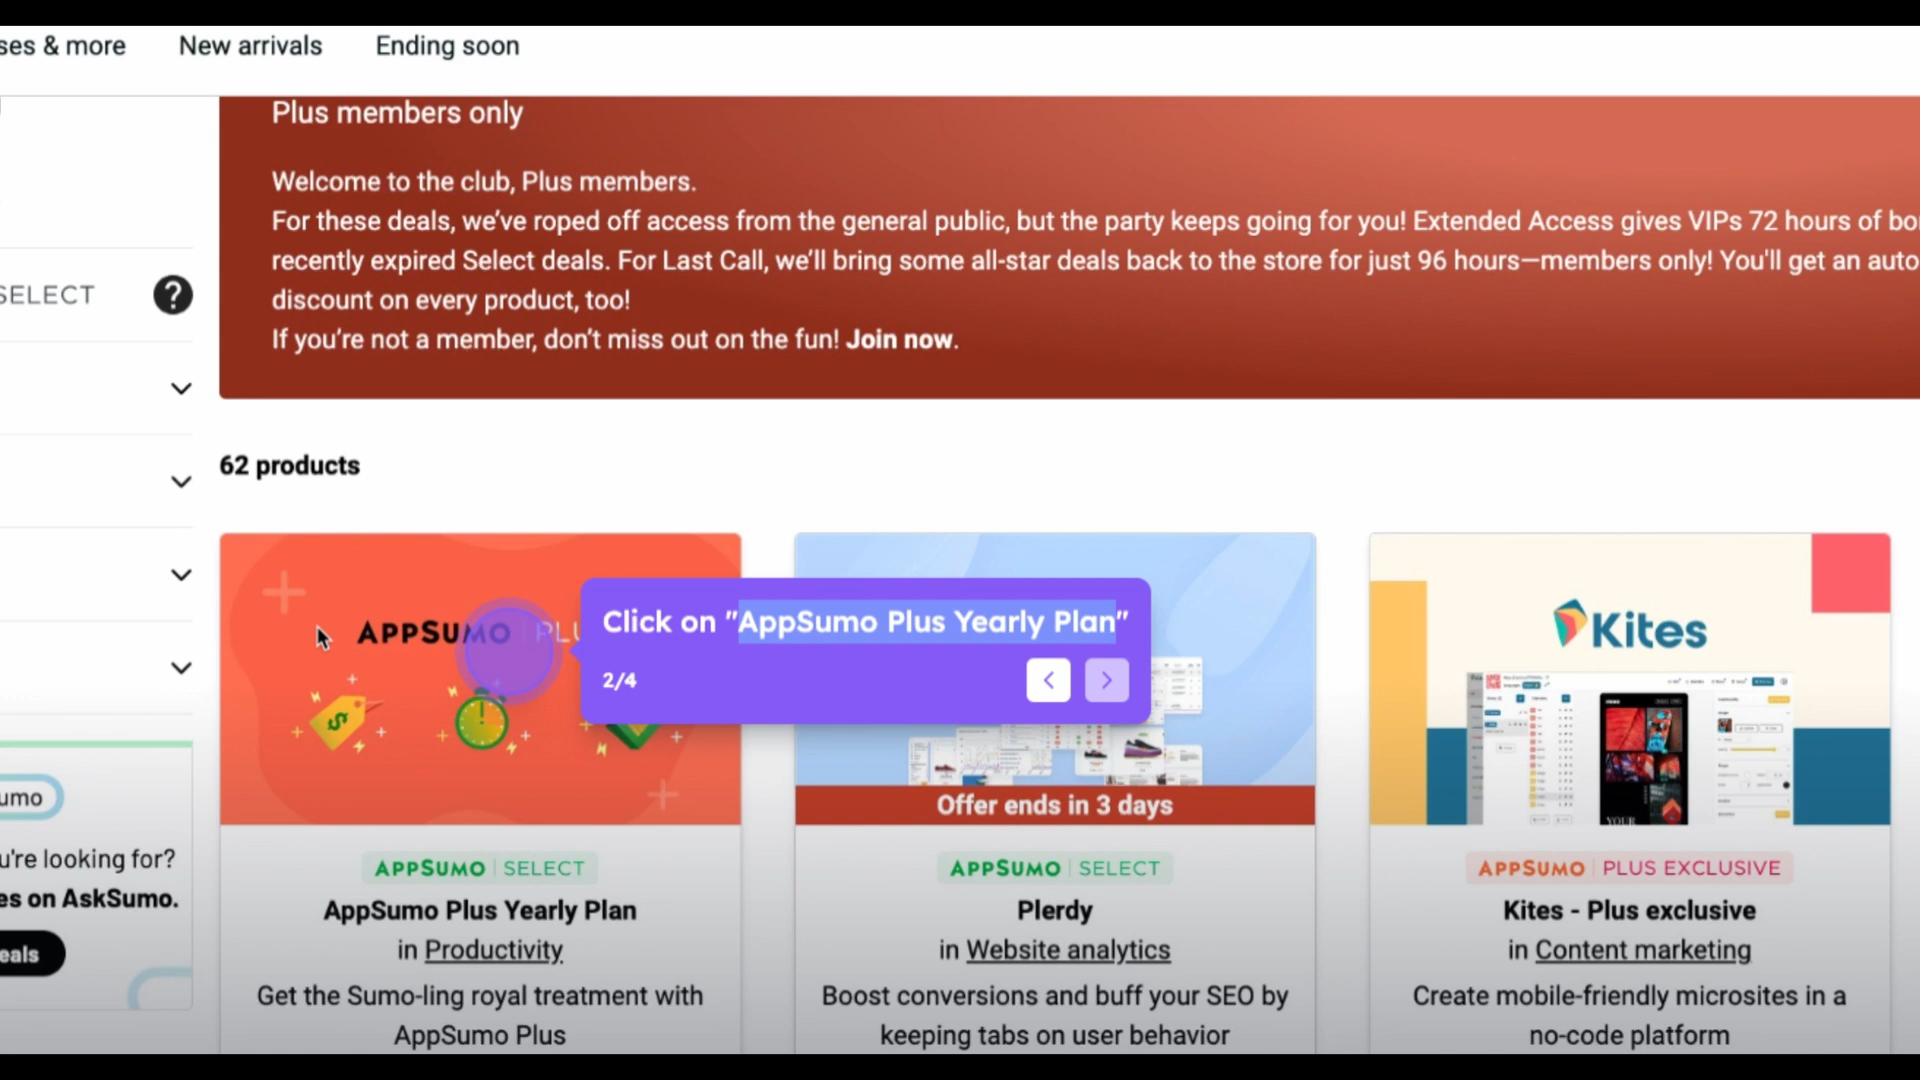 ses & more New arrivals Ending soon
Plus members only
Welcome to the club, Plus members.
For these deals, we've roped off access from the general public, but the party keeps going for you! Extended Access gives VIPs 72 hours of
recently expired Select deals. For Last Call, we'll bring some all-star deals back to the store for just 96 hours—members only! You'll get an
discount on every product, too!
If you're not a member, don't miss out on the fun! Join now.
SELECT ?
62 products
APPSUMO PLU
Click on "AppSumo Plus Yearly Plan"
2/4
Kites
YOUR
Offer ends in 3 days
umo
u're looking for?
es on AskSumo.
eals
APPSUMO | SELECT
AppSumo Plus Yearly Plan
in Productivity
Get the Sumo-ling royal treatment with
AppSumo Plus
APPSUMO | SELECT
Plerdy
in Website analytics
Boost conversions and buff your SEO by
keeping tabs on user behavior
APPSUMO | PLUS EXCLUSIVE
Kites - Plus exclusive
in Content marketing
Create mobile-friendly microsites in a
no-code platform